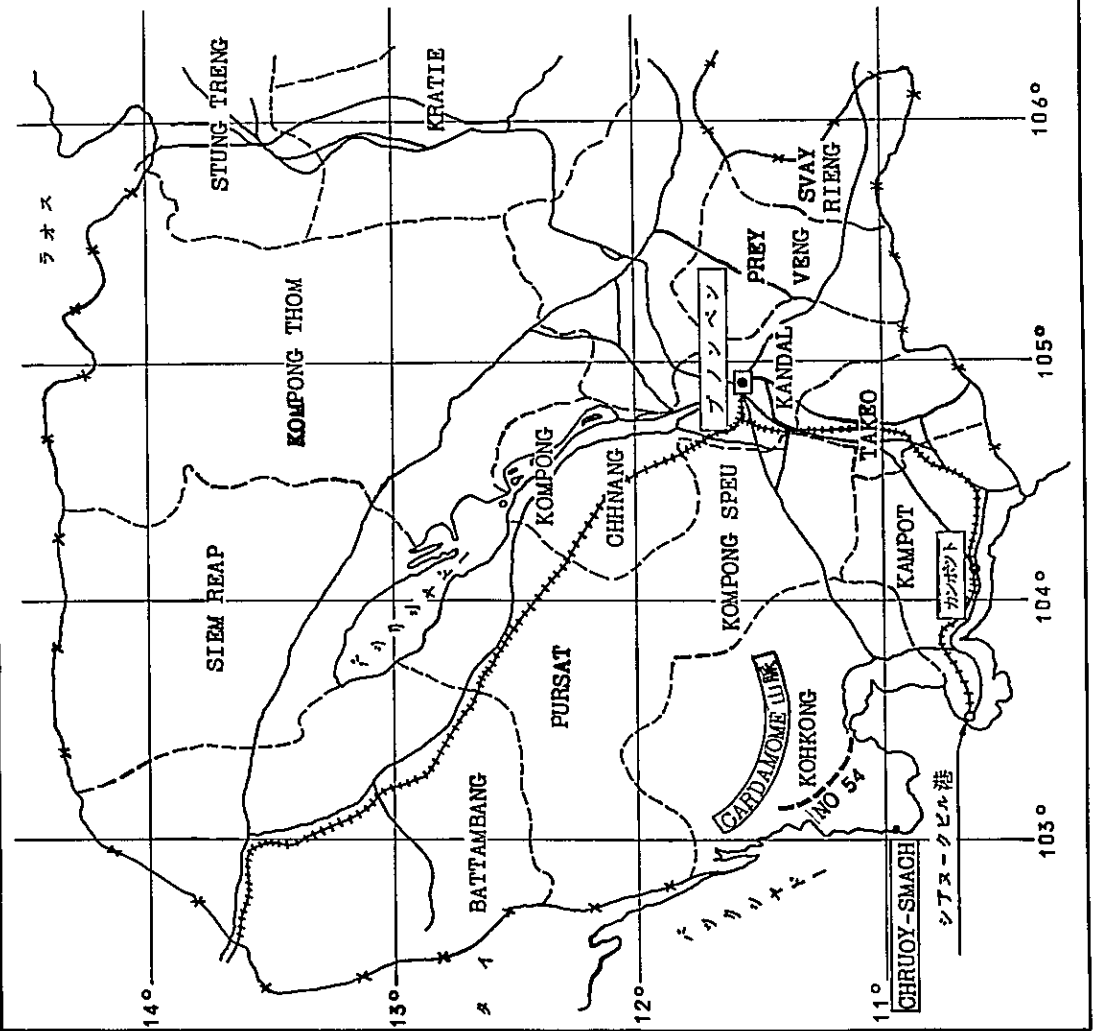 ラオス
14°
SIEM REAP
STUNG TRENG
KOMPONG THOM
13°
KRATIE
BATTAMBANG
タイ
KOMPONG
CHHNANG
PURSAT
12°
プノンペン
KOMPONG SPEU
CARDAMOME 山脈
PREY
VENG
KANDAL
SVAY
RIENG
KOHKONG
NO 54
TAKEO
11°
KAMPOT
CHRUOY-SMACH
カンポット
シアヌークビル港
103°
104°
105°
106°